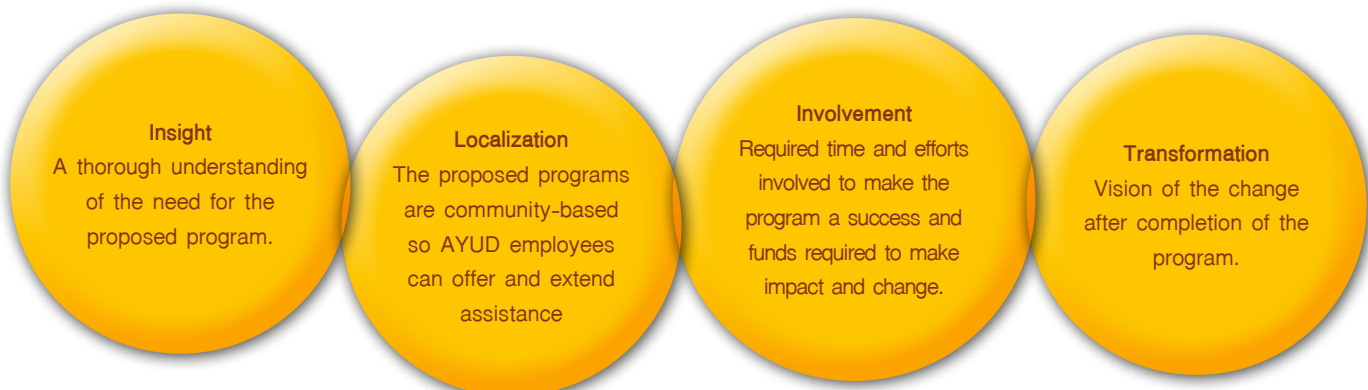 Insight
A thorough understanding
of the need for the
proposed program.
Localization
The proposed programs
are community-based
so AYUD employees
can offer and extend
assistance
Involvement
Required time and efforts
involved to make the
program a success and
funds required to make
impact and change.
Transformation
Vision of the change
after completion of the
program.